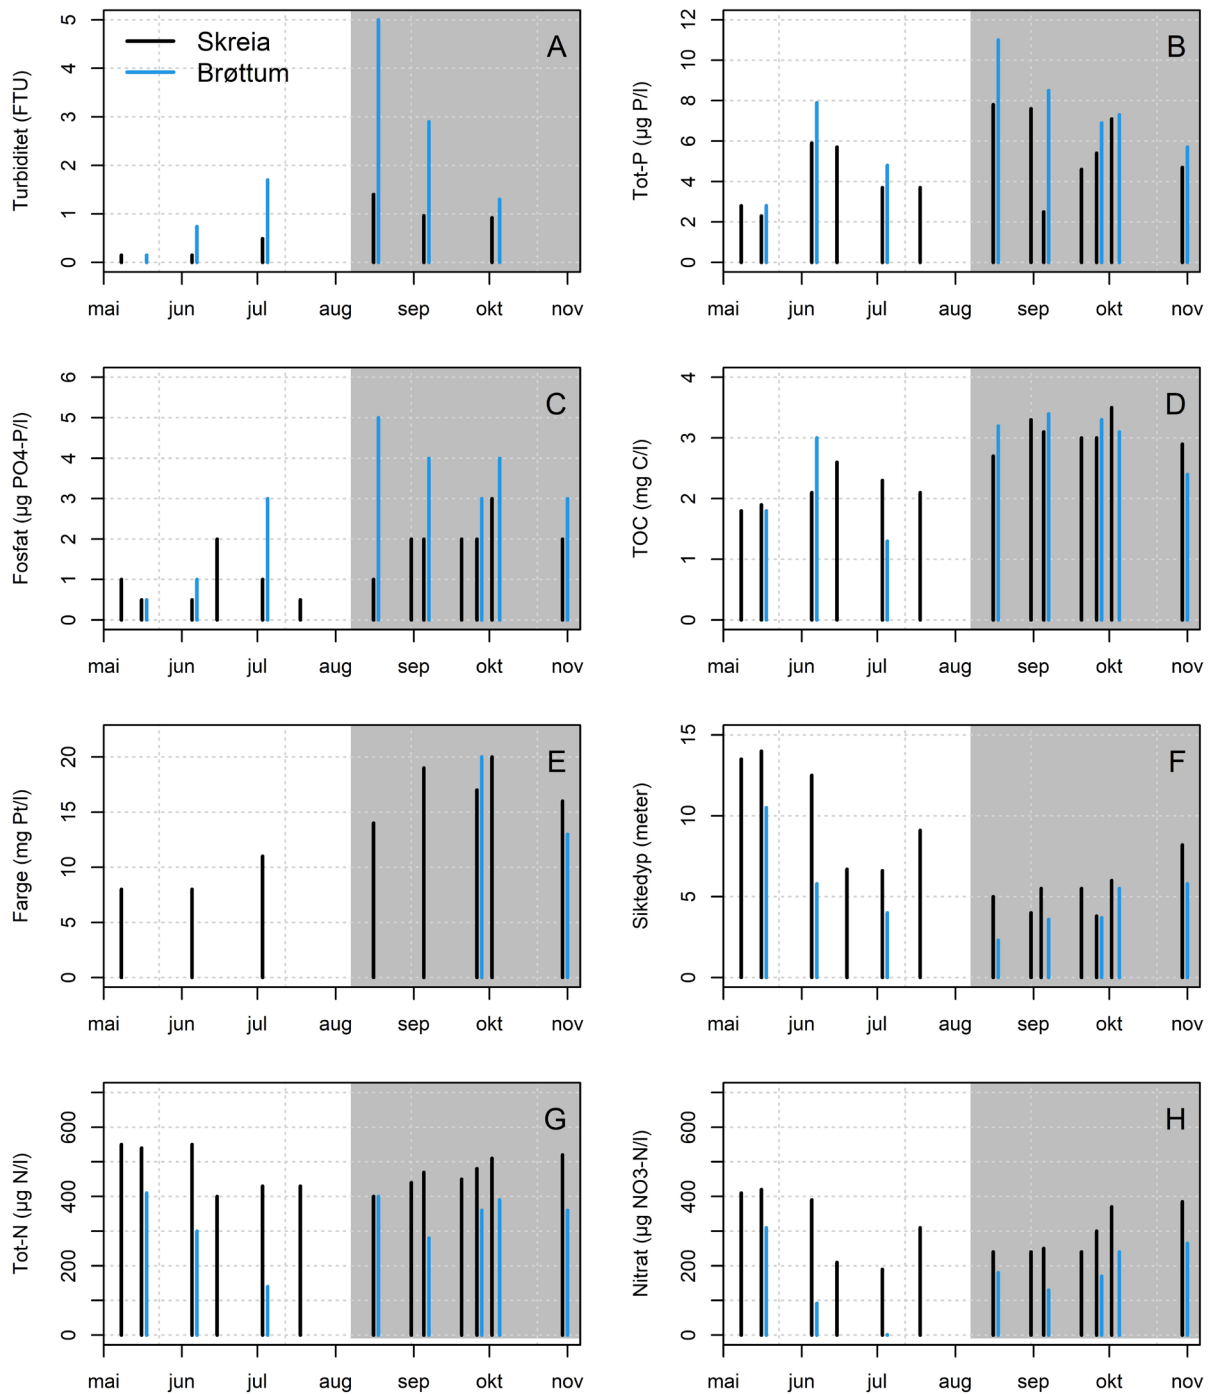 Turbiditet (FTU)
5
4
3
2
1
0
Skreia
Brøttum
A
mai jun jul aug sep okt nov
Tot-P (µg P/l)
12
10
8
6
4
2
0
B
mai jun jul aug sep okt nov
Fosfat (µg PO4-P/l)
6
5
4
3
2
1
0
C
mai jun jul aug sep okt nov
TOC (mg C/l)
4
3
2
1
0
D
mai jun jul aug sep okt nov
Farge (mg Pt/l)
20
15
10
5
0
E
mai jun jul aug sep okt nov
Siktedyp (meter)
15
10
5
0
F
mai jun jul aug sep okt nov
Tot-N (µg N/l)
600
400
200
0
G
mai jun jul aug sep okt nov
Nitrat (µg NO3-N/l)
600
400
200
0
H
mai jun jul aug sep okt nov